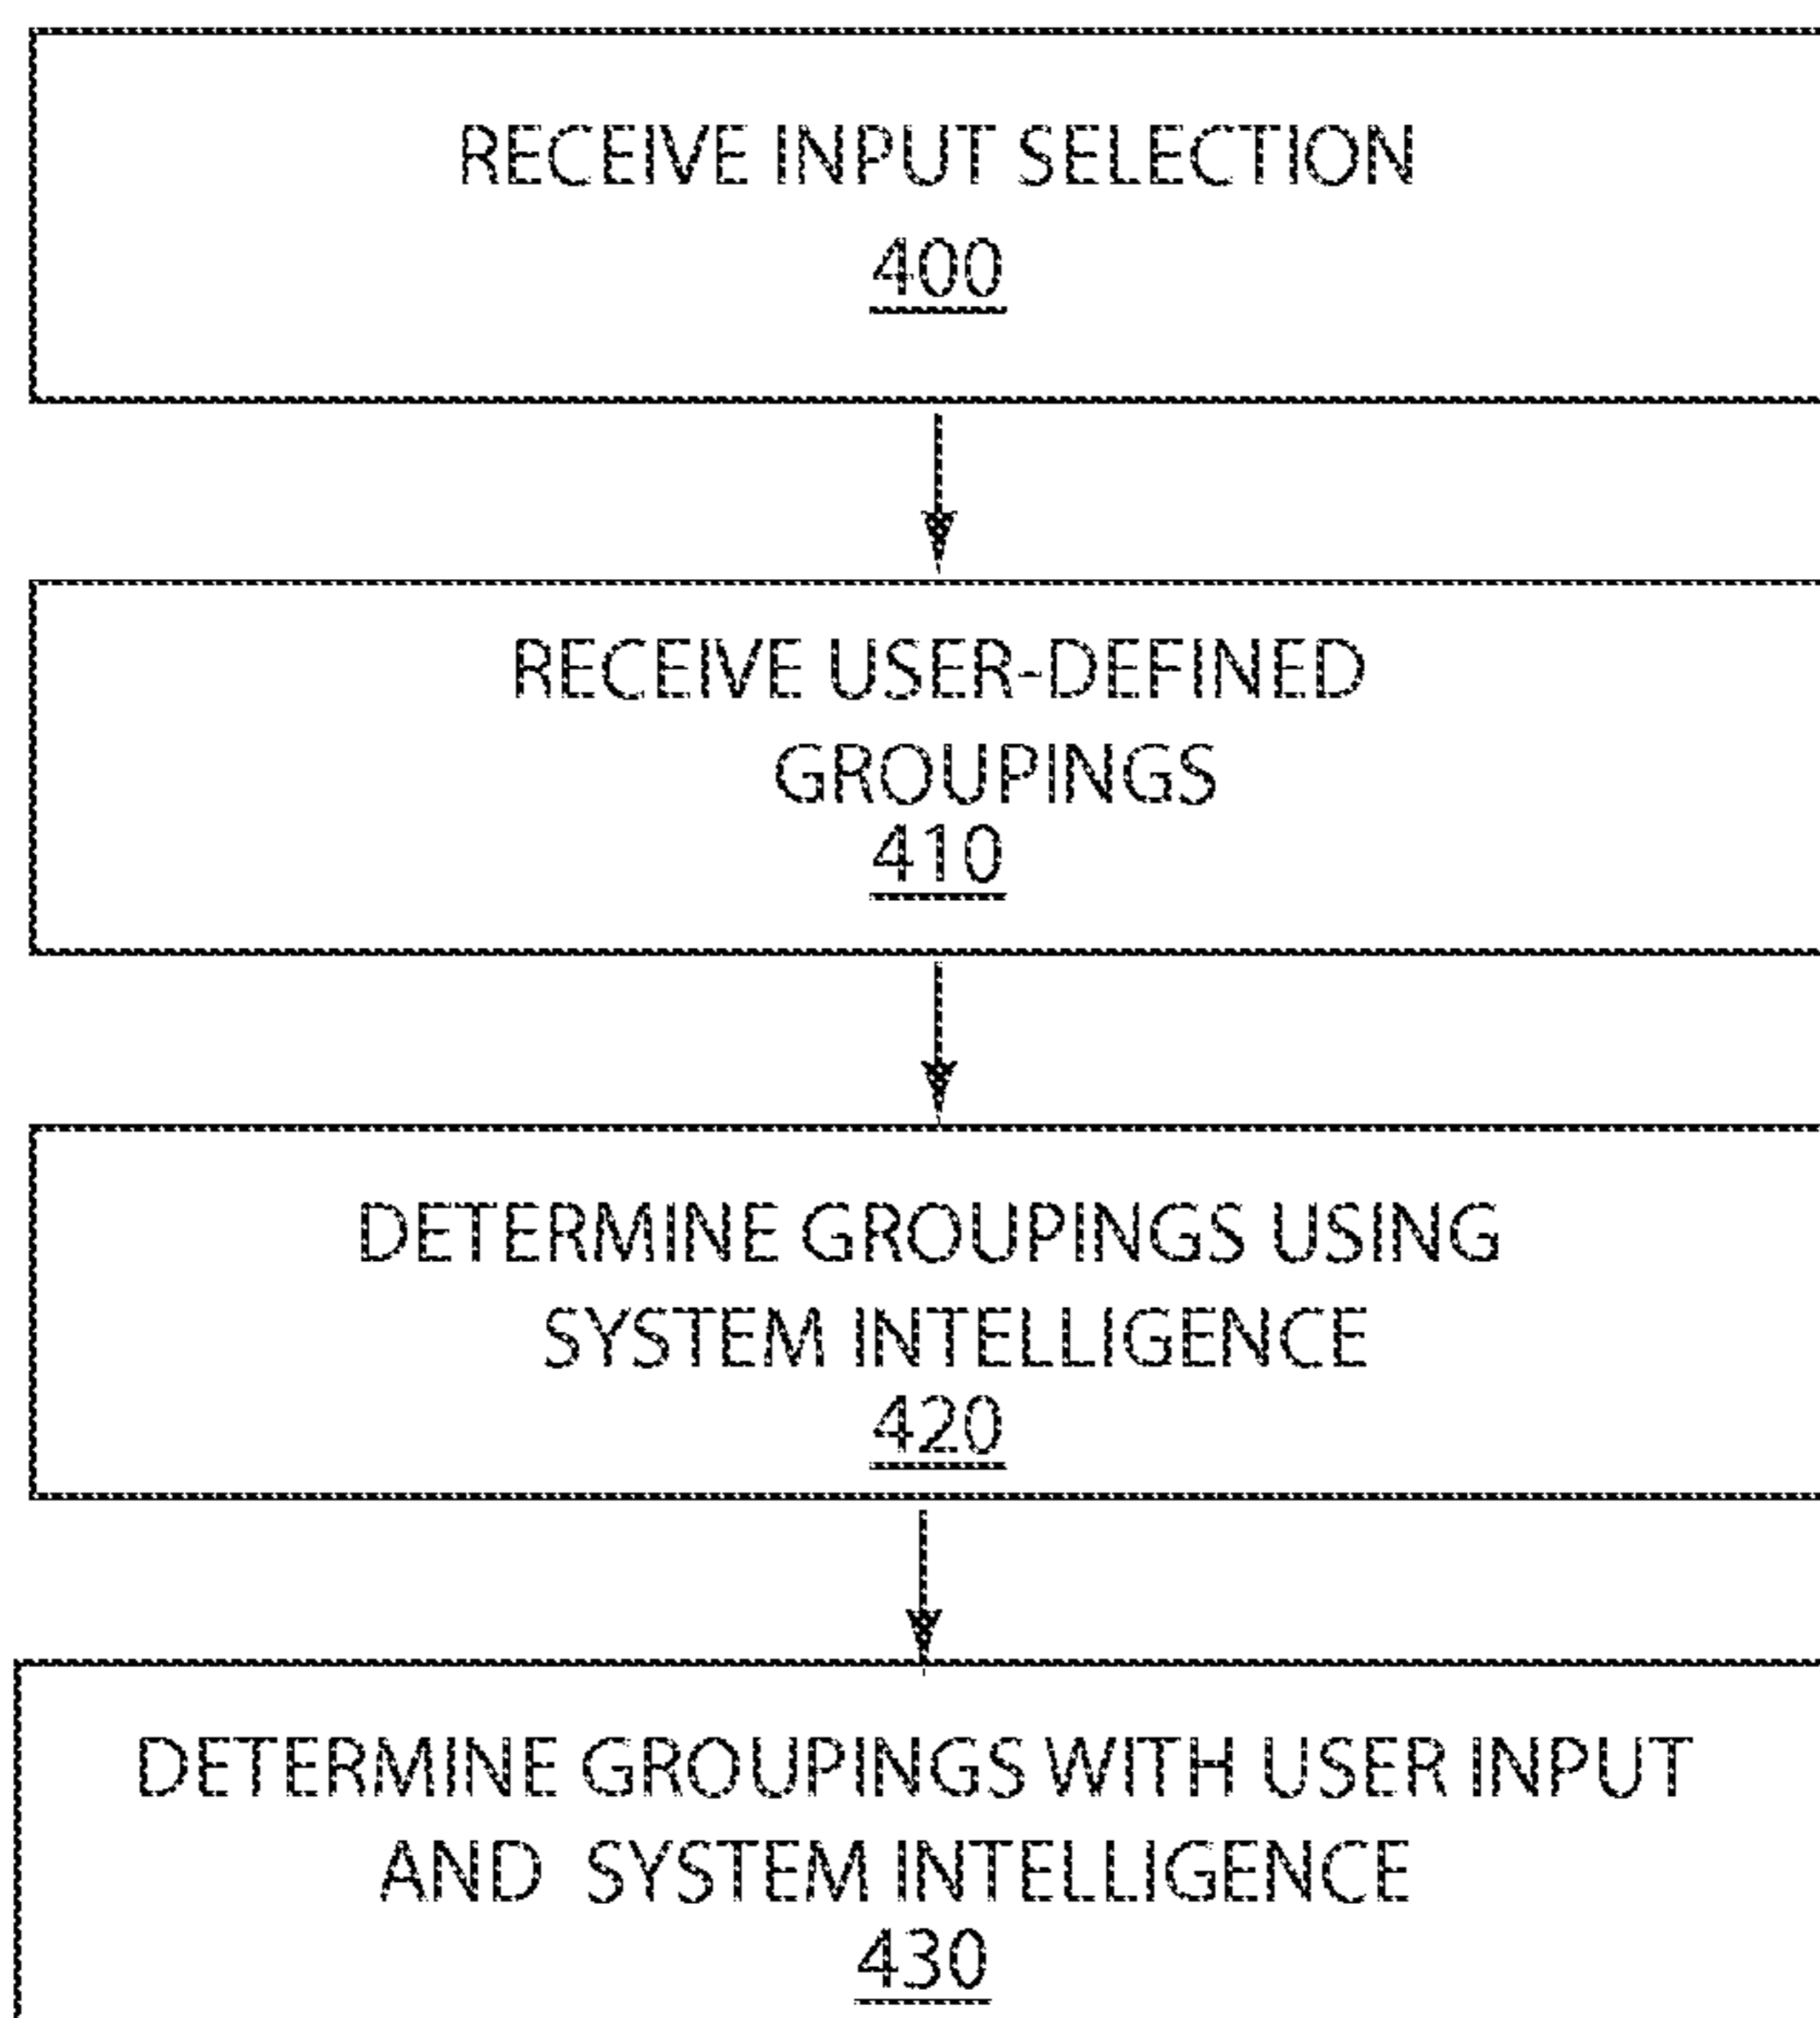 RECEIVE INPUT SELECTION
400
RECEIVE USER-DEFINED
GROUPINGS
410
DETERMINE GROUPINGS USING
SYSTEM INTELLIGENCE
420
DETERMINE GROUPINGS WITH USER INPUT
AND SYSTEM INTELLIGENCE
430